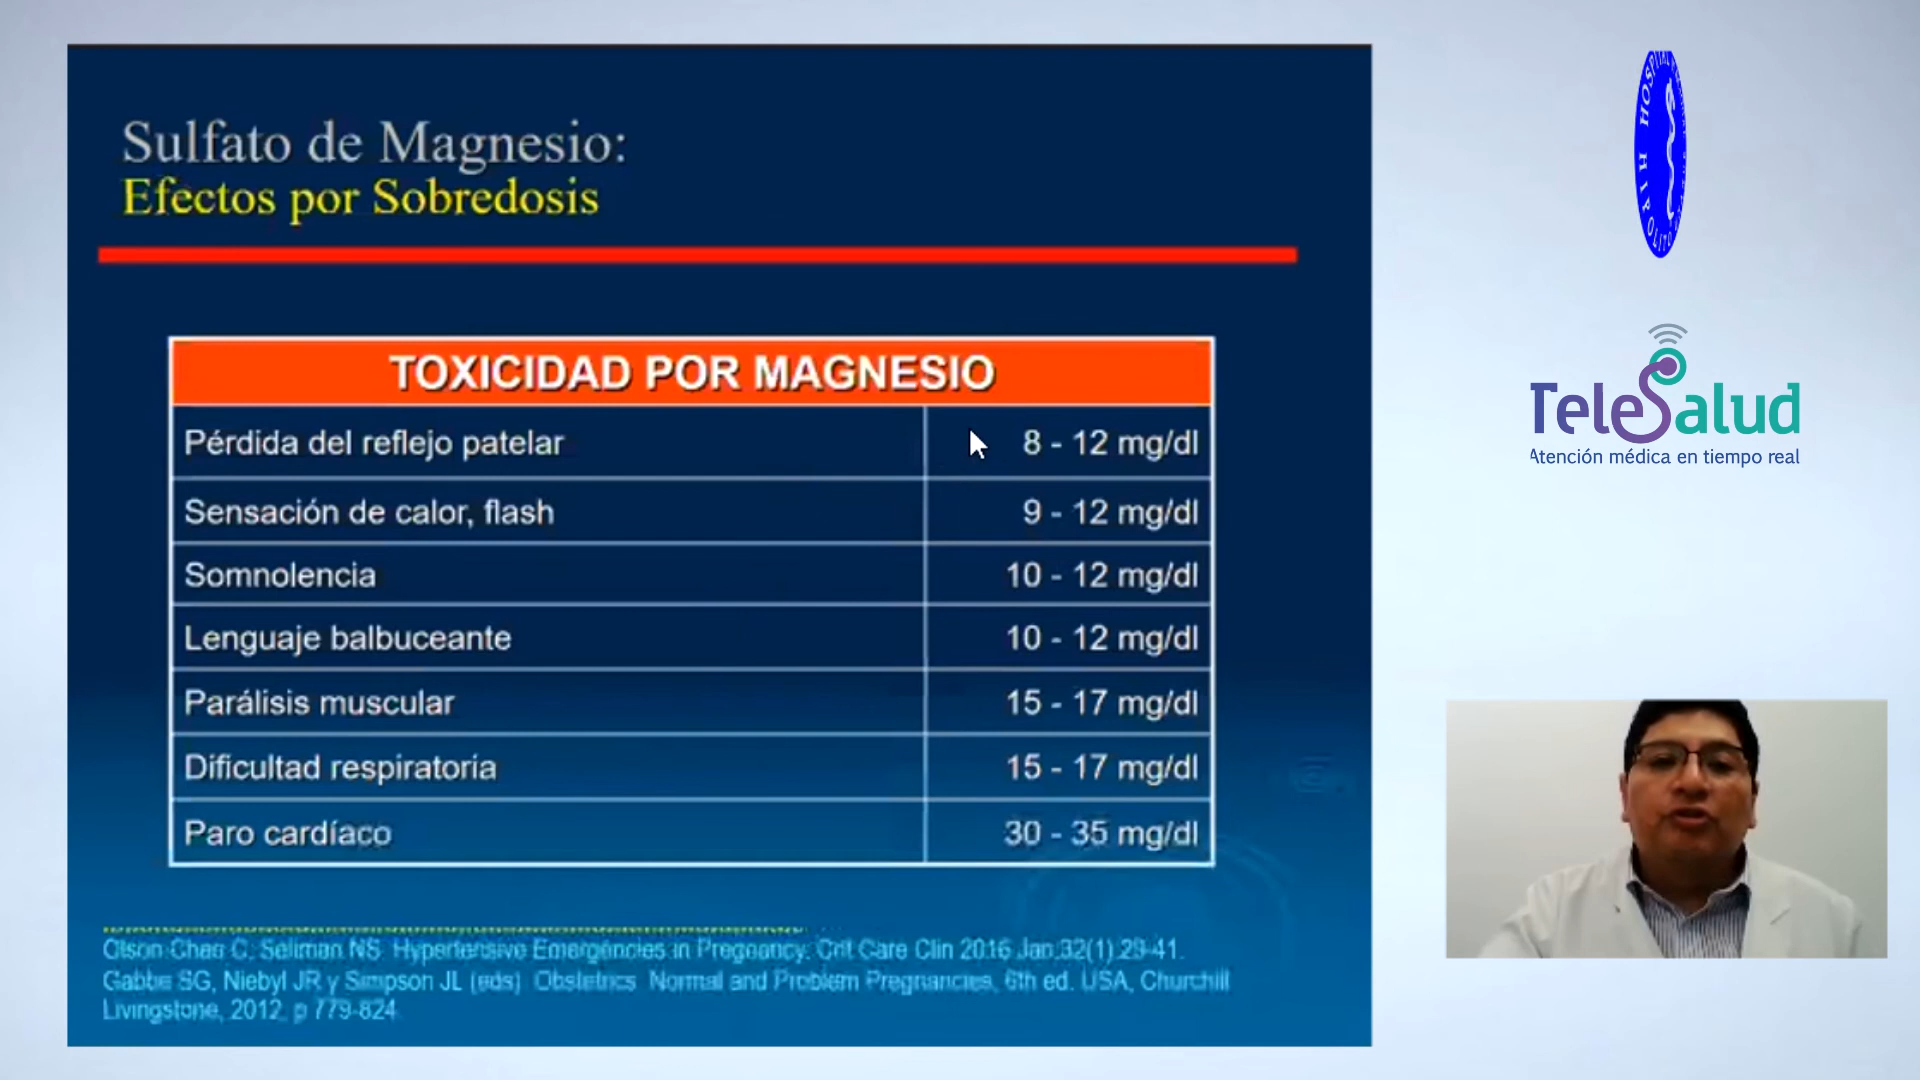 Sulfato de Magnesio:
Efectos por Sobredosis
TOXICIDAD POR MAGNESIO
Pérdida del reflejo patelar 8 - 12 mg/dl
Sensación de calor, flash 9 - 12 mg/dl
Somnolencia 10 - 12 mg/dl
Lenguaje balbuceante 10 - 12 mg/dl
Parálisis muscular 15 - 17 mg/dl
Dificultad respiratoria 15 - 17 mg/dl
Paro cardíaco 30 - 35 mg/dl
Olson-Chen C, Seliman NS. Hypertensive Emergencies in Pregnancy. Crit Care Clin 2016 Jan;32(1):29-41.
Gabbe SG, Niebyl JR y Simpson JL (eds). Obstetrics Normal and Problem Pregnancies, 6th ed. USA, Churchill
Livingstone, 2012, p 779-824
HOSPITAL
HIPOLITO
TeleSalud
Atención médica en tiempo real